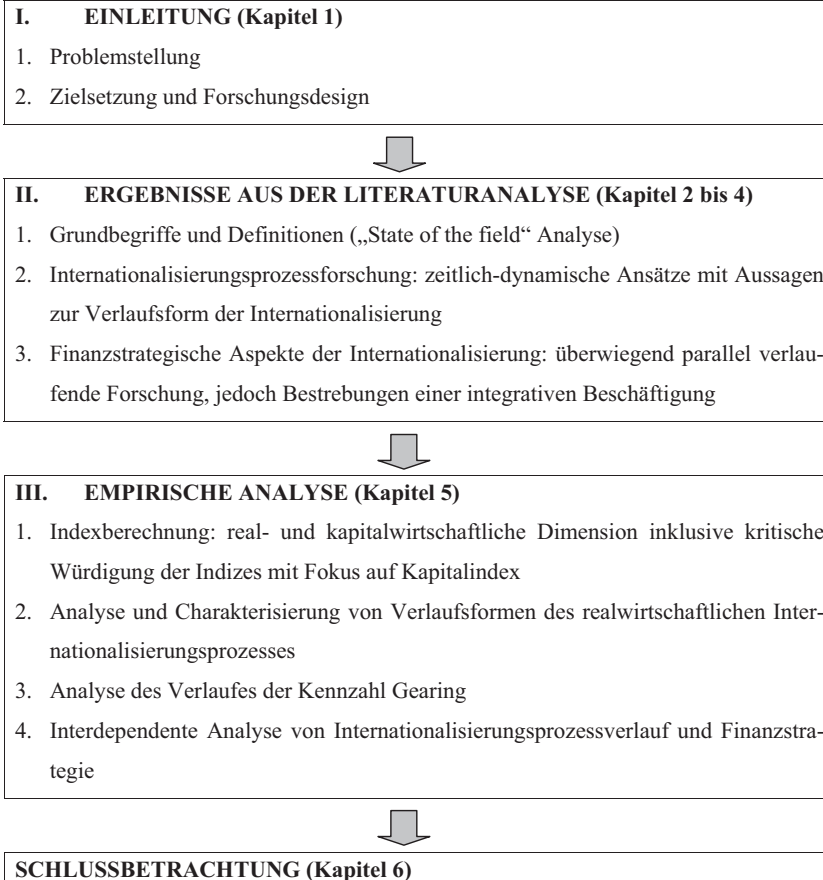 I. EINLEITUNG (Kapitel 1)
1. Problemstellung
2. Zielsetzung und Forschungsdesign
II. ERGEBNISSE AUS DER LITERATURANALYSE (Kapitel 2 bis 4)
1. Grundbegriffe und Definitionen („State of the field“ Analyse)
2. Internationalisierungsprozessforschung: zeitlich-dynamische Ansätze mit Aussagen
zur Verlaufsform der Internationalisierung
3. Finanzstrategische Aspekte der Internationalisierung: überwiegend parallel verlau-
fende Forschung, jedoch Bestrebungen einer integrativen Beschäftigung
III. EMPIRISCHE ANALYSE (Kapitel 5)
1. Indexberechnung: real- und kapitalwirtschaftliche Dimension inklusive kritische
Würdigung der Indizes mit Fokus auf Kapitalindex
2. Analyse und Charakterisierung von Verlaufsformen des realwirtschaftlichen Inter-
nationalisierungsprozesses
3. Analyse des Verlaufes der Kennzahl Gearing
4. Interdependente Analyse von Internationalisierungsprozessverlauf und Finanzstra-
tegie
SCHLUSSBETRACHTUNG (Kapitel 6)